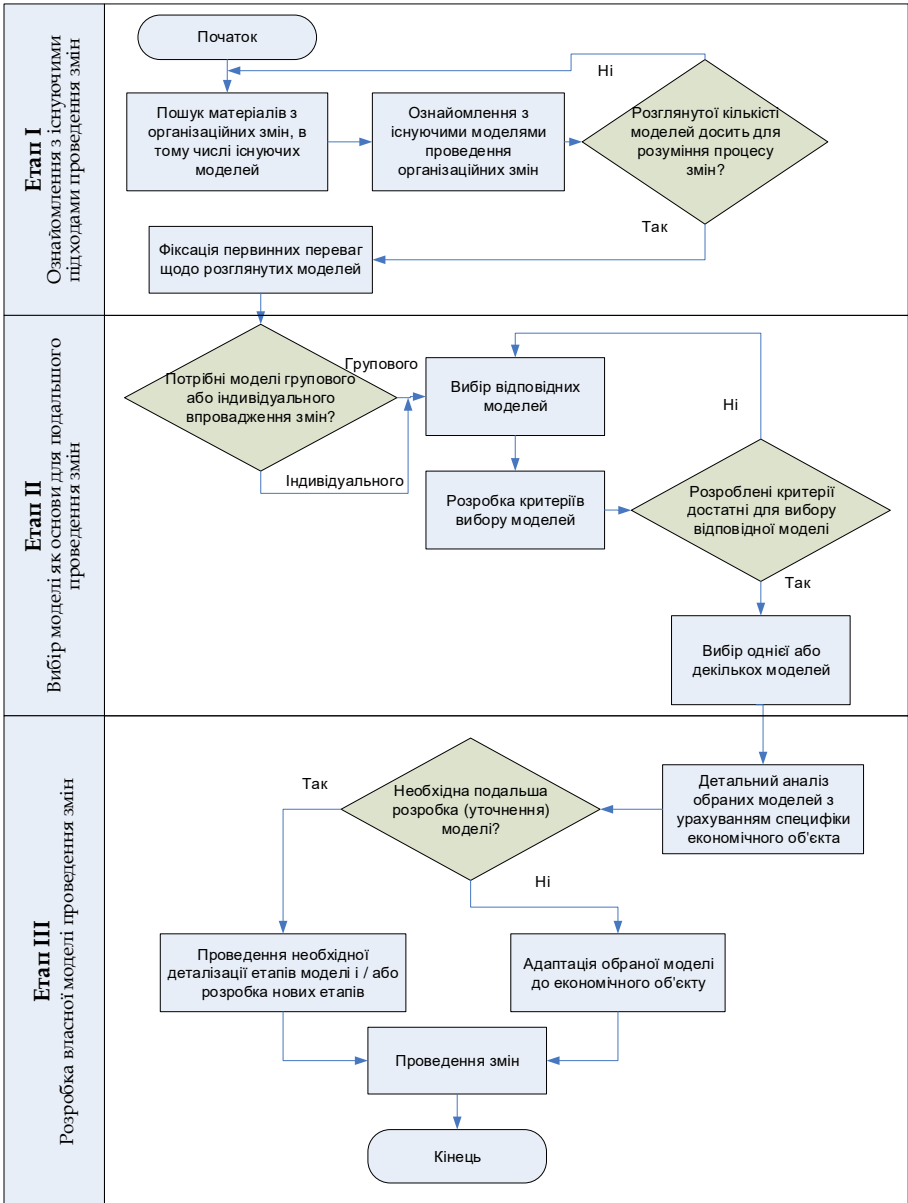 Етап I
Ознайомлення з існуючими
підходами проведення змін
Початок
Ні
Пошук матеріалів з
організаційних змін, в
тому числі існуючих
моделей
Ознайомлення з
існуючими моделями
проведення
організаційних змін
Розглянутої кількості
моделей досить для
розуміння процесу
змін?
Так
Фіксація первинних переваг
щодо розглянутих моделей
Етап II
Вибір моделі як основи для подальшого
проведення змін
Потрібні моделі групового
або індивідуального
впровадження змін?
Групового
Індивідуального
Вибір відповідних
моделей
Ні
Розробка критеріїв
вибору моделей
Розроблені критерії
достатні для вибору
відповідної моделі
Так
Вибір однієї або
декількох моделей
Етап III
Розробка власної моделі проведення змін
Детальний аналіз
обраних моделей з
урахуванням специфіки
економічного об'єкта
Необхідна подальша
розробка (уточнення)
моделі?
Так
Ні
Проведення необхідної
деталізації етапів моделі і / або
розробка нових етапів
Адаптація обраної моделі
до економічного об'єкту
Проведення змін
Кінець